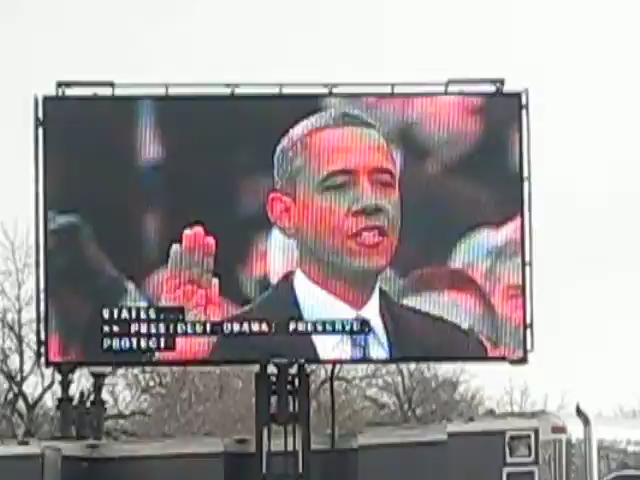 STATES...
>> PRESIDENT OBAMA: PRESERVE,
PROTECT